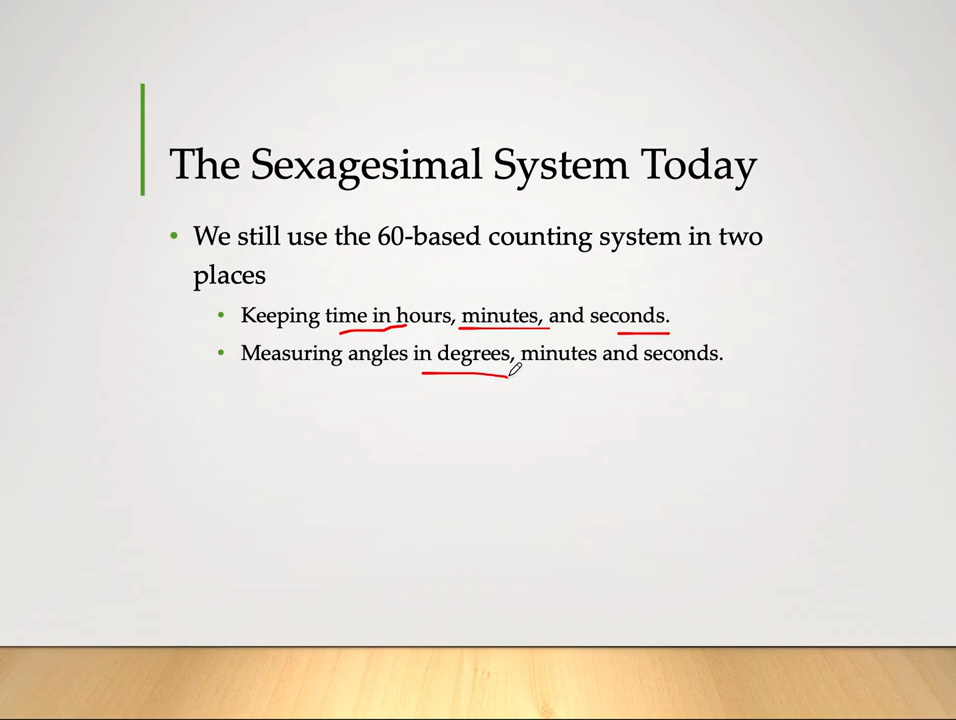 The Sexagesimal System Today
• We still use the 60-based counting system in two
places
• Keeping time in hours, minutes, and seconds.
• Measuring angles in degrees, minutes and seconds.